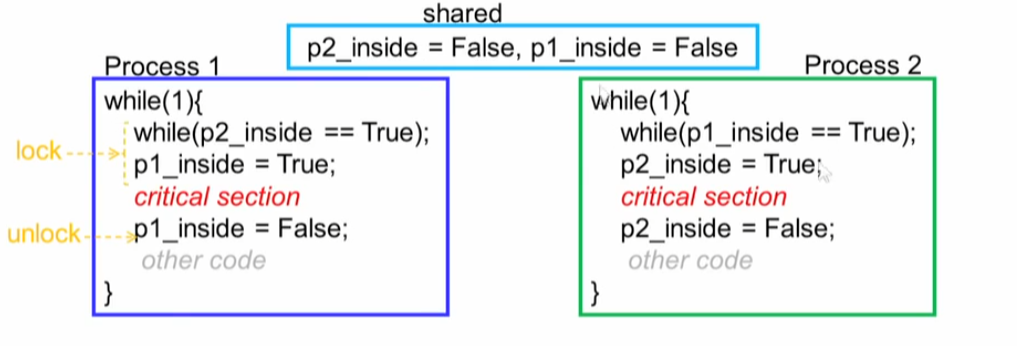 shared
p2_inside = False, p1_inside = False
Process 1
while(1){
while(p2_inside == True);
p1_inside = True;
critical section
p1_inside = False;
other code
}
lock
unlock
Process 2
while(1){
while(p1_inside == True);
p2_inside = True;
critical section
p2_inside = False;
other code
}